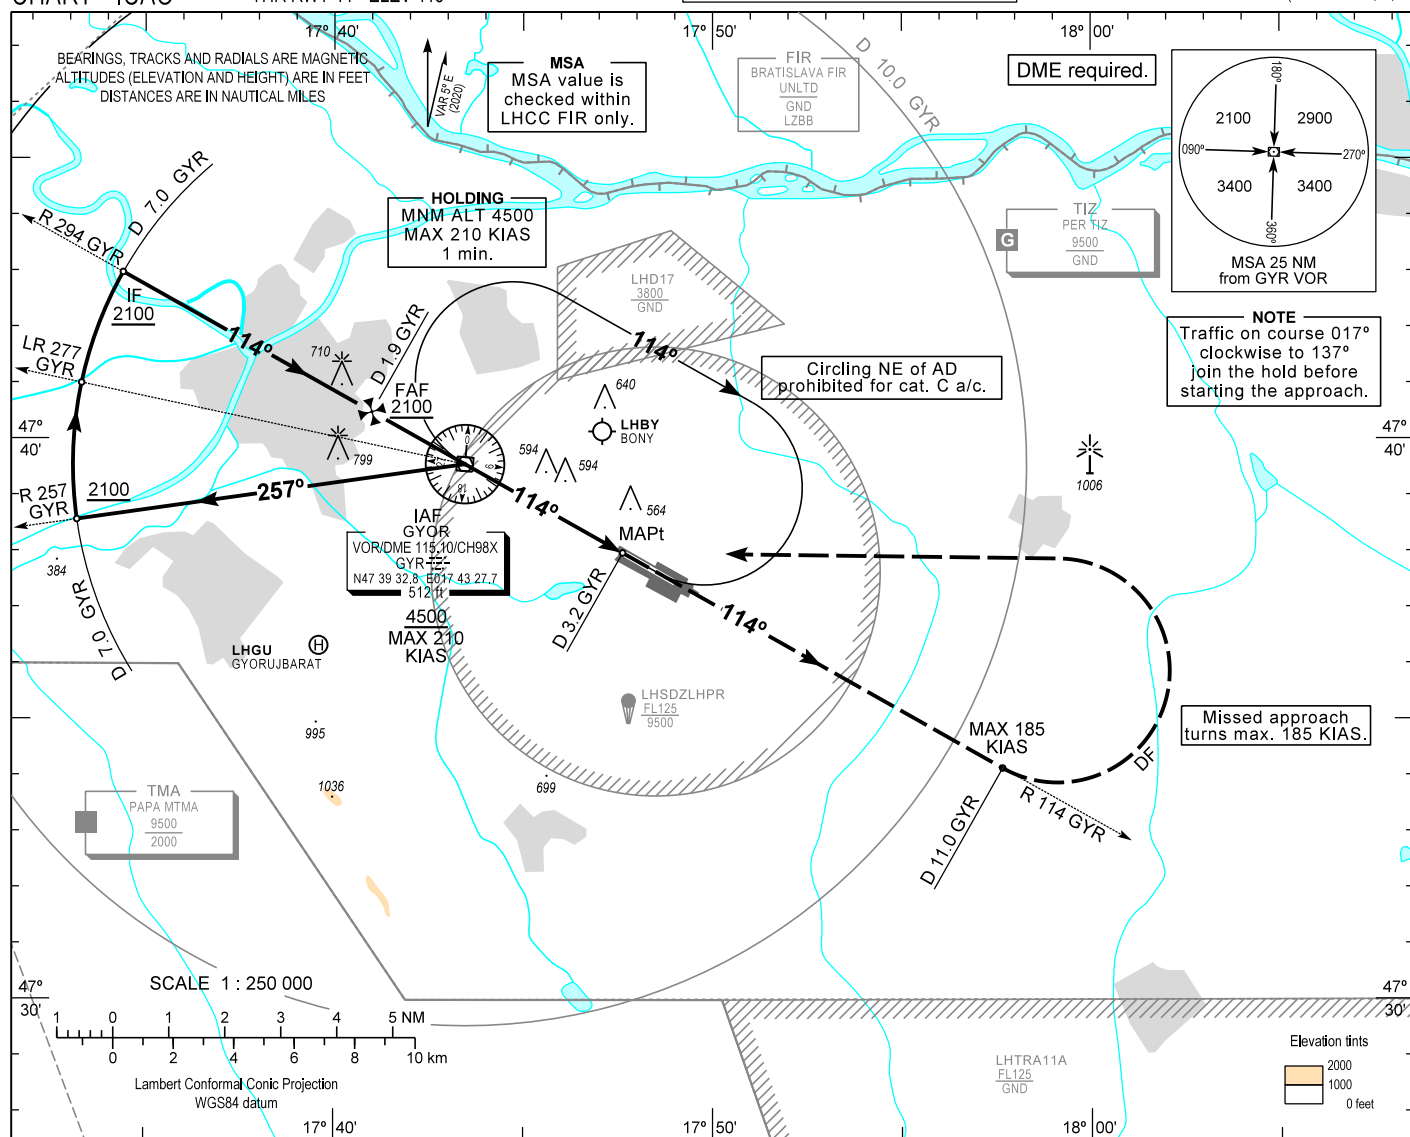 17° 40'
17° 50'
18° 00'
BEARINGS, TRACKS AND RADIALS ARE MAGNETIC
ALTITUDES (ELEVATION AND HEIGHT) ARE IN FEET
DISTANCES ARE IN NAUTICAL MILES
VAR 5° E
(2020)
MSA
MSA value is
checked within
LHCC FIR only.
FIR
BRATISLAVA FIR
UNLTD
GND
LZBB
D 10.0 GYR
DME required.
180°
2100
2900
090°
270°
3400
3400
360°
MSA 25 NM
from GYR VOR
D 7.0 GYR
R 294 GYR
HOLDING
MNM ALT 4500
MAX 210 KIAS
1 min.
TIZ
PER TIZ
9500
GND
G
LHD17
3800
GND
IF
2100
114°
710
D 1.9 GYR
114°
NOTE
Traffic on course 017°
clockwise to 137°
join the hold before
starting the approach.
LR 277
GYR
FAF
2100
640
Circling NE of AD
prohibited for cat. C a/c.
LHBY
BONY
47°
40'
47°
40'
799
594
594
1006
R 257
GYR
2100
257°
114°
564
IAF
GYOR
VOR/DME 115.10/CH98X
GYR
N47 39 32.8 E017 43 27.7
512 ft
4500
MAX 210
KIAS
MAPt
384
D 7.0 GYR
D 3.2 GYR
114°
LHGU
GYORUJBARAT
H
LHSDZLHPR
FL125
9500
995
MAX 185
KIAS
Missed approach
turns max. 185 KIAS.
DF
1036
699
TMA
PAPA MTMA
9500
2000
R 114 GYR
D 11.0 GYR
SCALE 1 : 250 000
47°
30'
47°
30'
1 0 1 2 3 4 5 NM
0 2 4 6 8 10 km
Lambert Conformal Conic Projection
WGS84 datum
LHTRA11A
FL125
GND
Elevation tints
2000
1000
0 feet
17° 40'
17° 50'
18° 00'